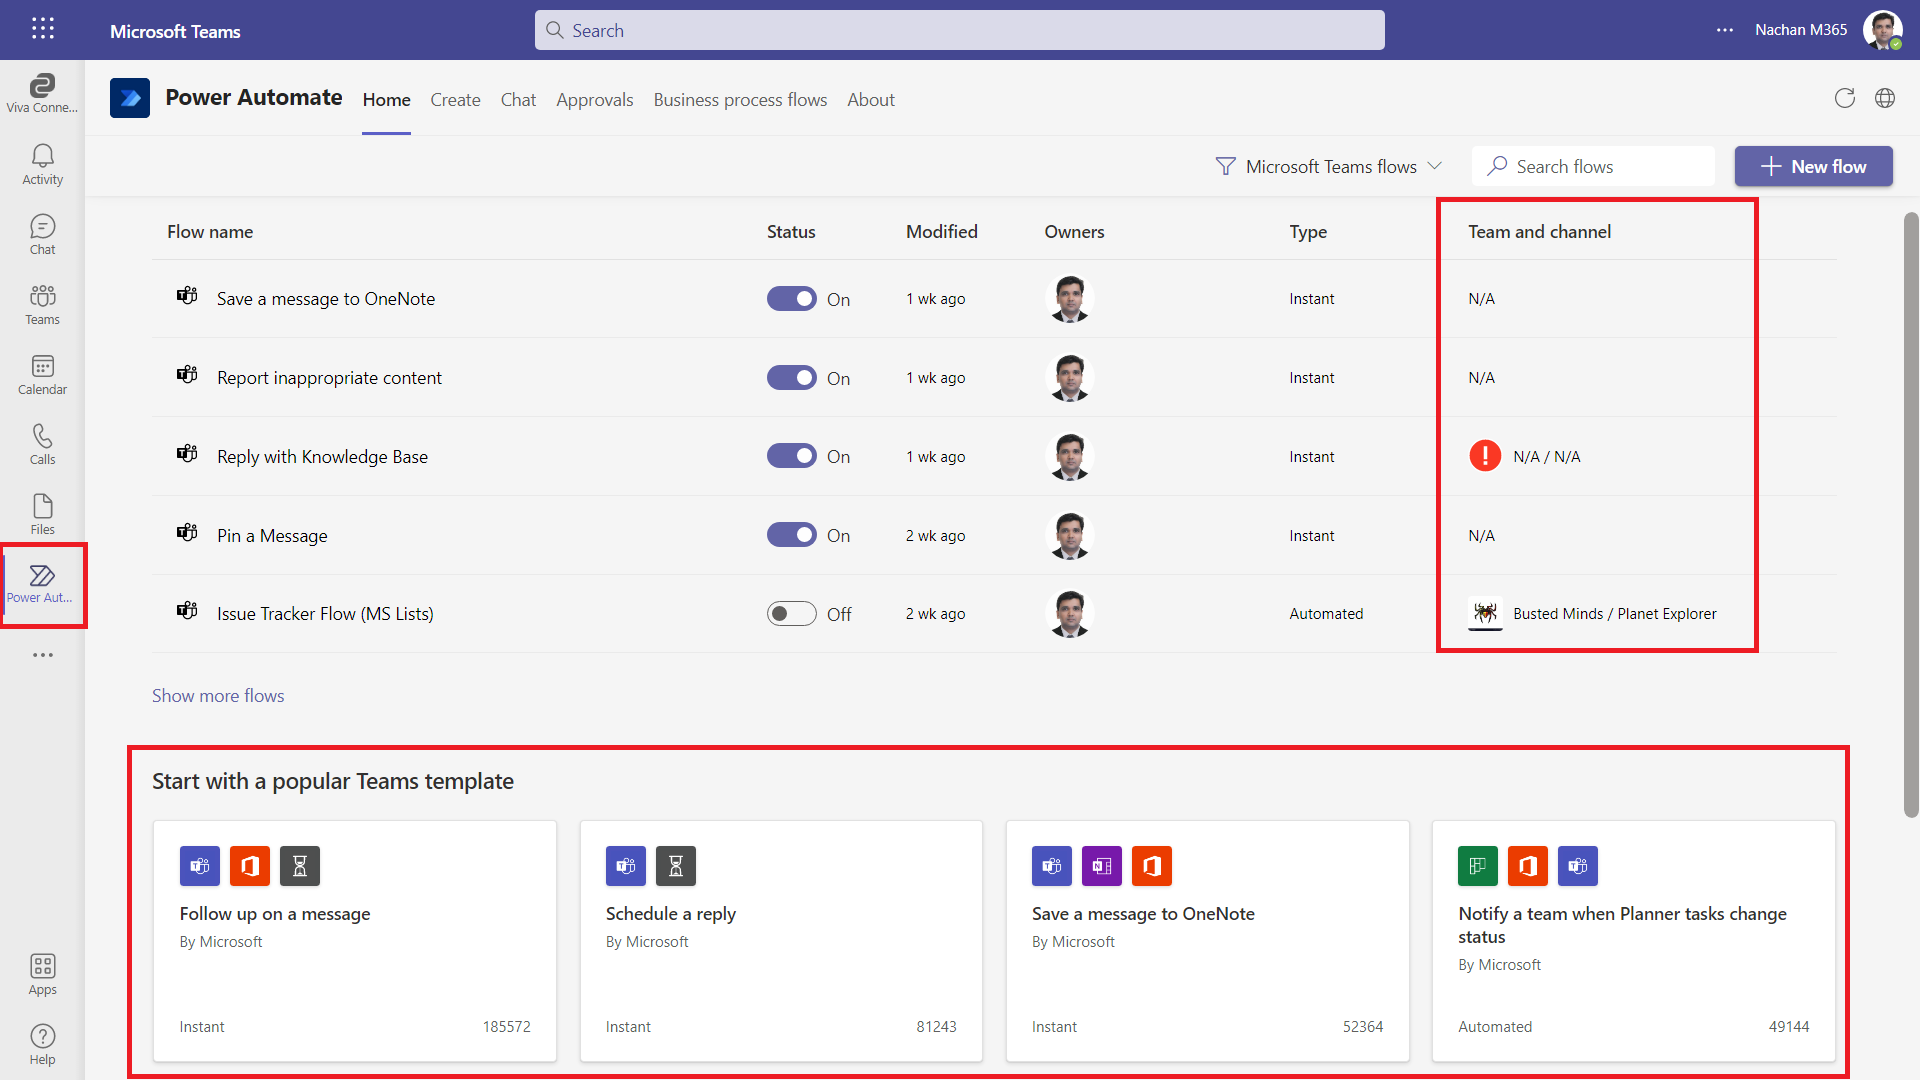 Microsoft Teams
Search
Nachan M365
Viva Conne...
Activity
Chat
Teams
Calendar
Calls
Files
Power Aut...
Apps
Help
Power Automate
Home
Create
Chat
Approvals
Business process flows
About
Microsoft Teams flows
Search flows
New flow
Flow name Status Modified Owners Type Team and channel
Save a message to OneNote On 1 wk ago Instant N/A
Report inappropriate content On 1 wk ago Instant N/A
Reply with Knowledge Base On 1 wk ago Instant N/A / N/A
Pin a Message On 2 wk ago Instant N/A
Issue Tracker Flow (MS Lists) Off 2 wk ago Automated Busted Minds / Planet Explorer
Show more flows
Start with a popular Teams template
Follow up on a message
By Microsoft
Instant 185572
Schedule a reply
By Microsoft
Instant 81243
Save a message to OneNote
By Microsoft
Instant 52364
Notify a team when Planner tasks change
status
By Microsoft
Automated 49144